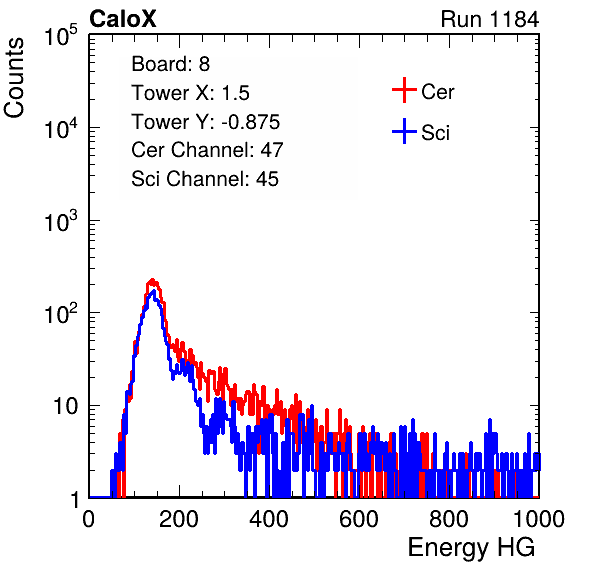 CaloX Run 1184
Counts
Board: 8
Tower X: 1.5
Tower Y: -0.875
Cer Channel: 47
Sci Channel: 45
Cer
Sci
10^5
10^4
10^3
10^2
10
1
0 200 400 600 800 1000
Energy HG